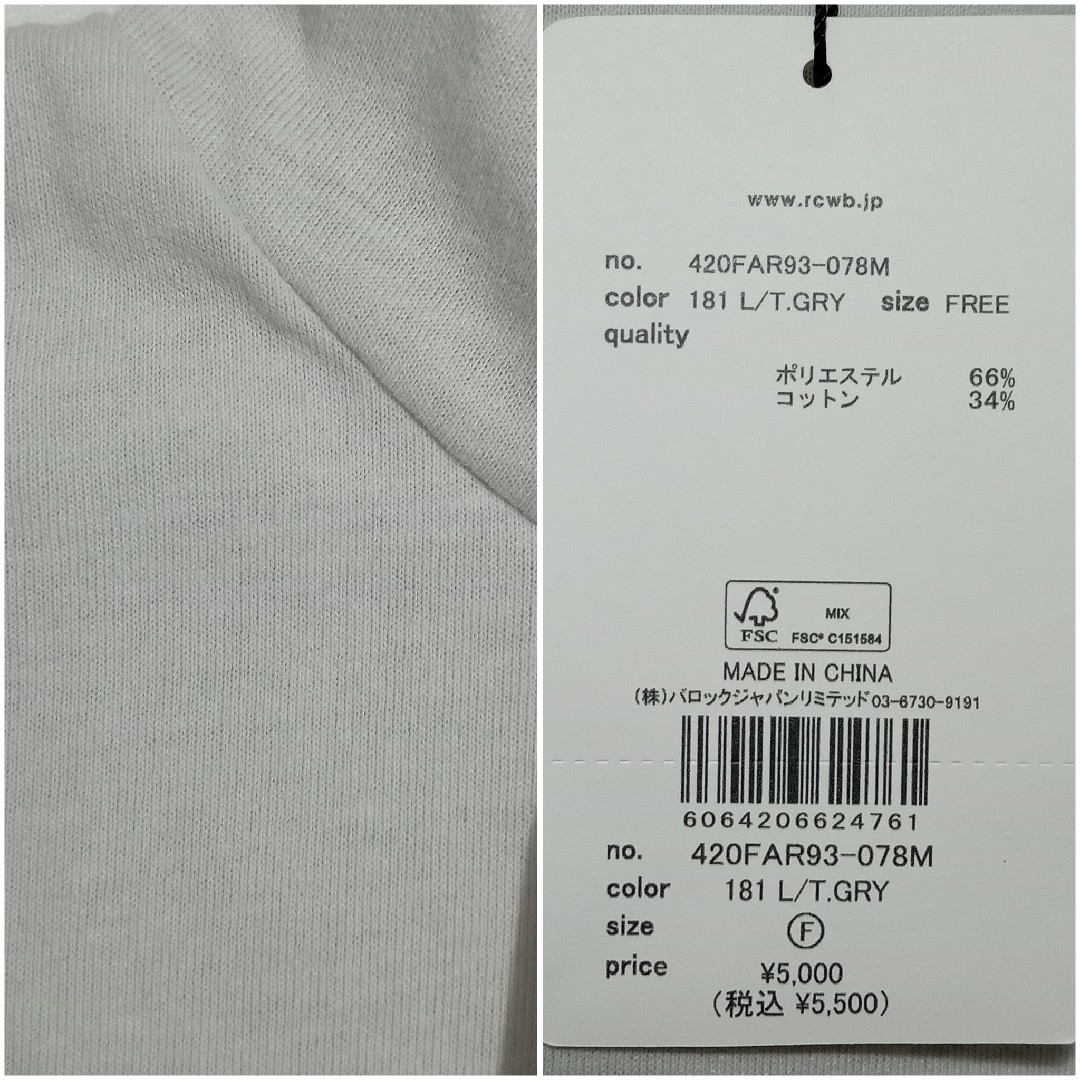 www.rcwb.jp
no. 420FAR93-078M
color 181 L/T.GRY size FREE
quality
ポリエステル 66%
コットン 34%
MIX
FSC FSC® C151584
MADE IN CHINA
(株)バロックジャパンリミテッド03-6730-9191
6064206624761
no. 420FAR93-078M
color 181 L/T.GRY
size Ⓕ
price ¥5,000
(税込 ¥5,500)